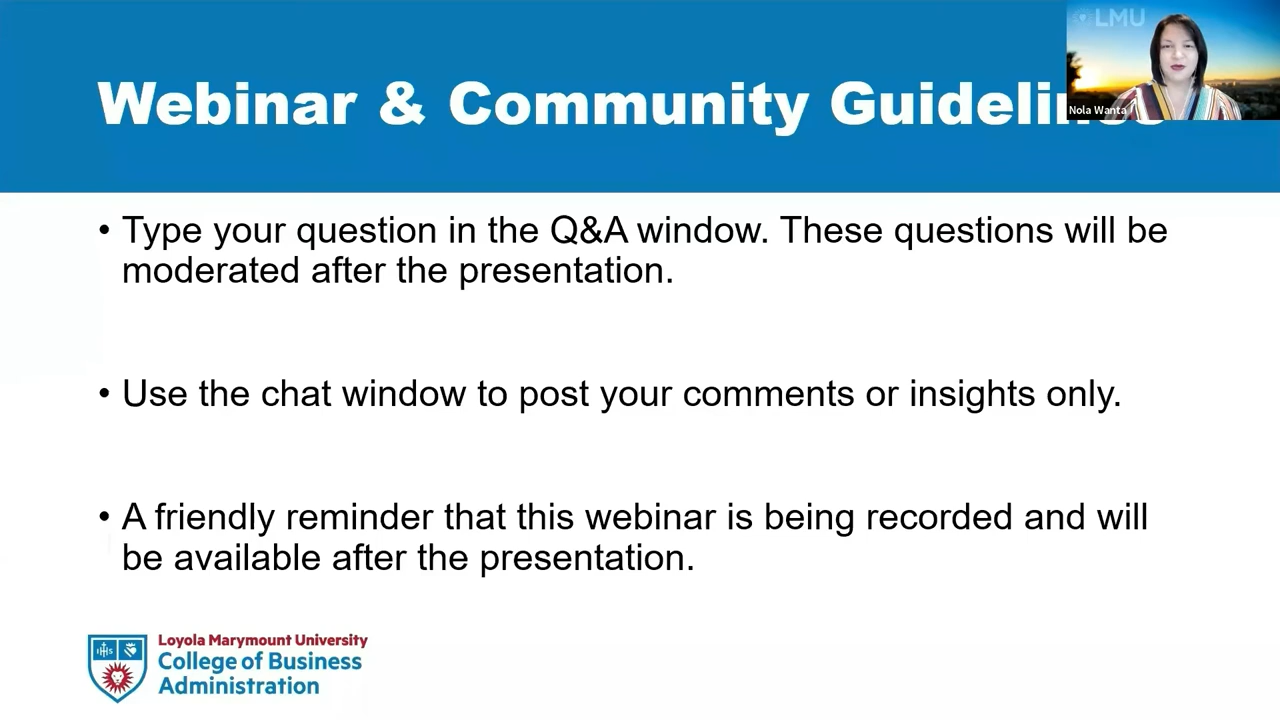 LMU
Webinar & Community Guidelines
Nola Wanta
• Type your question in the Q&A window. These questions will be
moderated after the presentation.
• Use the chat window to post your comments or insights only.
• A friendly reminder that this webinar is being recorded and will
be available after the presentation.
IHS
Loyola Marymount University
College of Business
Administration